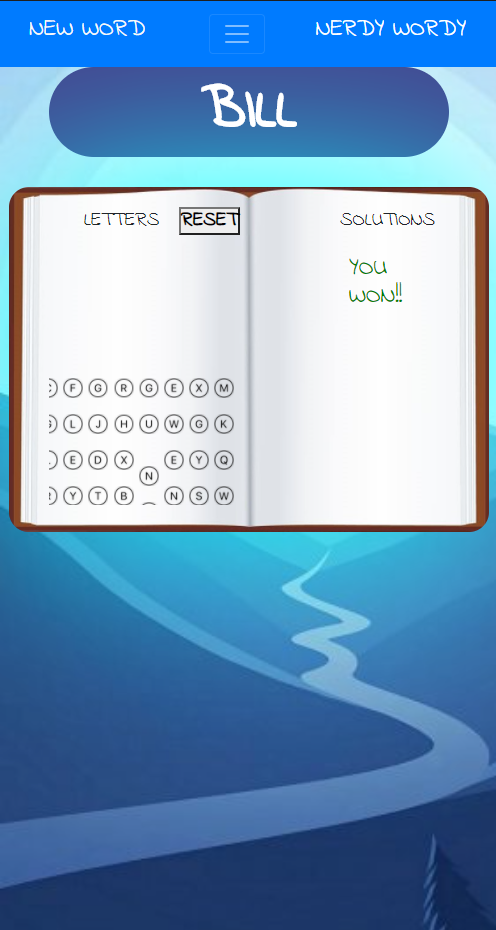 NEW WORD
NERDY WORDY
BILL
LETTERS RESET
SOLUTIONS
YOU
WON!!
F G R G E X M
L J H U W G K
E D X N E Y Q
Y T B N S W